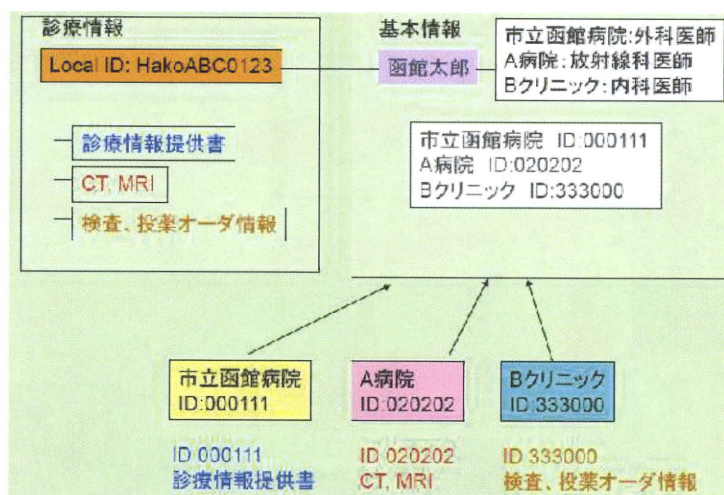 診療情報
Local ID: HakoABC0123
診療情報提供書
CT, MRI
検査、投薬オーダ情報
基本情報
函館太郎
市立函館病院:外科医師
A病院:放射線科医師
Bクリニック:内科医師
市立函館病院 ID:000111
A病院 ID:020202
Bクリニック ID:333000
市立函館病院
ID:000111
A病院
ID:020202
Bクリニック
ID:333000
ID 000111
診療情報提供書
ID 020202
CT, MRI
ID 333000
検査、投薬オーダ情報